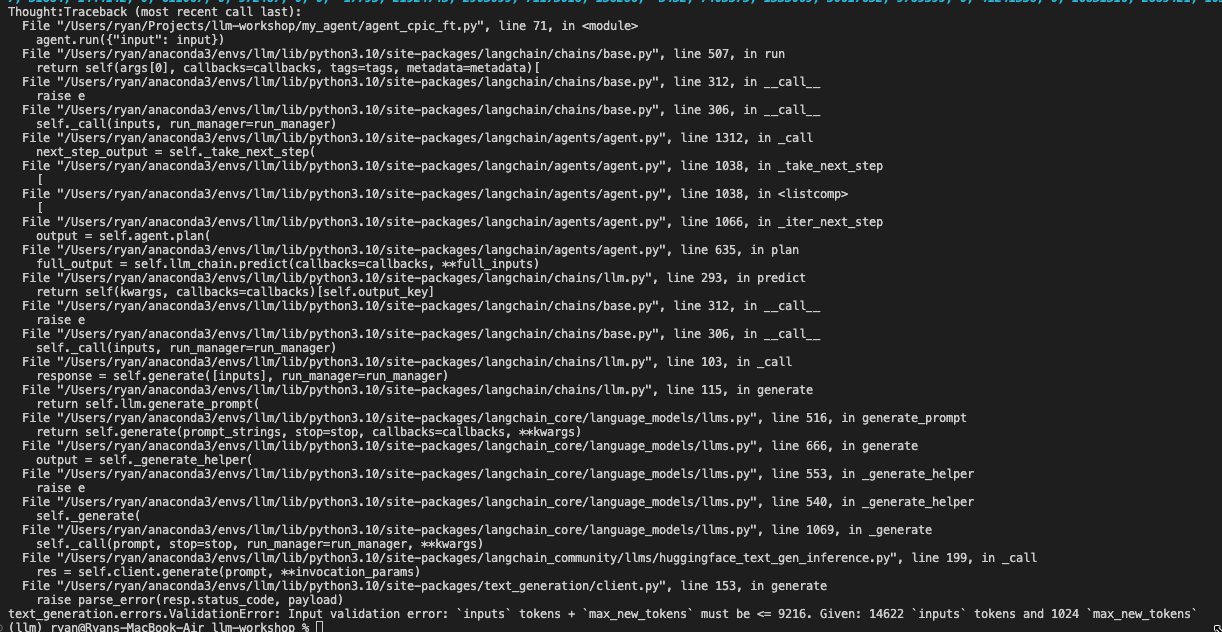 Thought:Traceback (most recent call last):
  File "/Users/ryan/Projects/llm-workshop/my_agent/agent_cpic_ft.py", line 71, in <module>
    agent.run({"input": input})
  File "/Users/ryan/anaconda3/envs/llm/lib/python3.10/site-packages/langchain/chains/base.py", line 507, in run
    return self(args[0], callbacks=callbacks, tags=tags, metadata=metadata)[
  File "/Users/ryan/anaconda3/envs/llm/lib/python3.10/site-packages/langchain/chains/base.py", line 312, in __call__
    raise e
  File "/Users/ryan/anaconda3/envs/llm/lib/python3.10/site-packages/langchain/chains/base.py", line 306, in __call__
    self._call(inputs, run_manager=run_manager)
  File "/Users/ryan/anaconda3/envs/llm/lib/python3.10/site-packages/langchain/agents/agent.py", line 1312, in _call
    next_step_output = self._take_next_step(
  File "/Users/ryan/anaconda3/envs/llm/lib/python3.10/site-packages/langchain/agents/agent.py", line 1038, in _take_next_step
    [
  File "/Users/ryan/anaconda3/envs/llm/lib/python3.10/site-packages/langchain/agents/agent.py", line 1038, in <listcomp>
    [
  File "/Users/ryan/anaconda3/envs/llm/lib/python3.10/site-packages/langchain/agents/agent.py", line 1066, in _iter_next_step
    output = self.agent.plan(
  File "/Users/ryan/anaconda3/envs/llm/lib/python3.10/site-packages/langchain/agents/agent.py", line 635, in plan
    full_output = self.llm_chain.predict(callbacks=callbacks, **full_inputs)
  File "/Users/ryan/anaconda3/envs/llm/lib/python3.10/site-packages/langchain/chains/llm.py", line 293, in predict
    return self(kwargs, callbacks=callbacks)[self.output_key]
  File "/Users/ryan/anaconda3/envs/llm/lib/python3.10/site-packages/langchain/chains/base.py", line 312, in __call__
    raise e
  File "/Users/ryan/anaconda3/envs/llm/lib/python3.10/site-packages/langchain/chains/base.py", line 306, in __call__
    self._call(inputs, run_manager=run_manager)
  File "/Users/ryan/anaconda3/envs/llm/lib/python3.10/site-packages/langchain/chains/llm.py", line 103, in _call
    response = self.generate([inputs], run_manager=run_manager)
  File "/Users/ryan/anaconda3/envs/llm/lib/python3.10/site-packages/langchain/chains/llm.py", line 115, in generate
    return self.llm.generate_prompt(
  File "/Users/ryan/anaconda3/envs/llm/lib/python3.10/site-packages/langchain_core/language_models/llms.py", line 516, in generate_prompt
    return self.generate(prompt_strings, stop=stop, callbacks=callbacks, **kwargs)
  File "/Users/ryan/anaconda3/envs/llm/lib/python3.10/site-packages/langchain_core/language_models/llms.py", line 666, in generate
    output = self._generate_helper(
  File "/Users/ryan/anaconda3/envs/llm/lib/python3.10/site-packages/langchain_core/language_models/llms.py", line 553, in _generate_helper
    raise e
  File "/Users/ryan/anaconda3/envs/llm/lib/python3.10/site-packages/langchain_core/language_models/llms.py", line 540, in _generate_helper
    self._generate(
  File "/Users/ryan/anaconda3/envs/llm/lib/python3.10/site-packages/langchain_core/language_models/llms.py", line 1069, in _generate
    self._call(prompt, stop=stop, run_manager=run_manager, **kwargs)
  File "/Users/ryan/anaconda3/envs/llm/lib/python3.10/site-packages/langchain_community/llms/huggingface_text_gen_inference.py", line 199, in _call
    res = self.client.generate(prompt, **invocation_params)
  File "/Users/ryan/anaconda3/envs/llm/lib/python3.10/site-packages/text_generation/client.py", line 153, in generate
    raise parse_error(resp.status_code, payload)
text_generation.errors.ValidationError: Input validation error: `inputs` tokens + `max_new_tokens` must be <= 9216. Given: 14622 `inputs` tokens and 1024 `max_new_tokens`
(llm) ryan@Ryans-MacBook-Air llm-workshop %